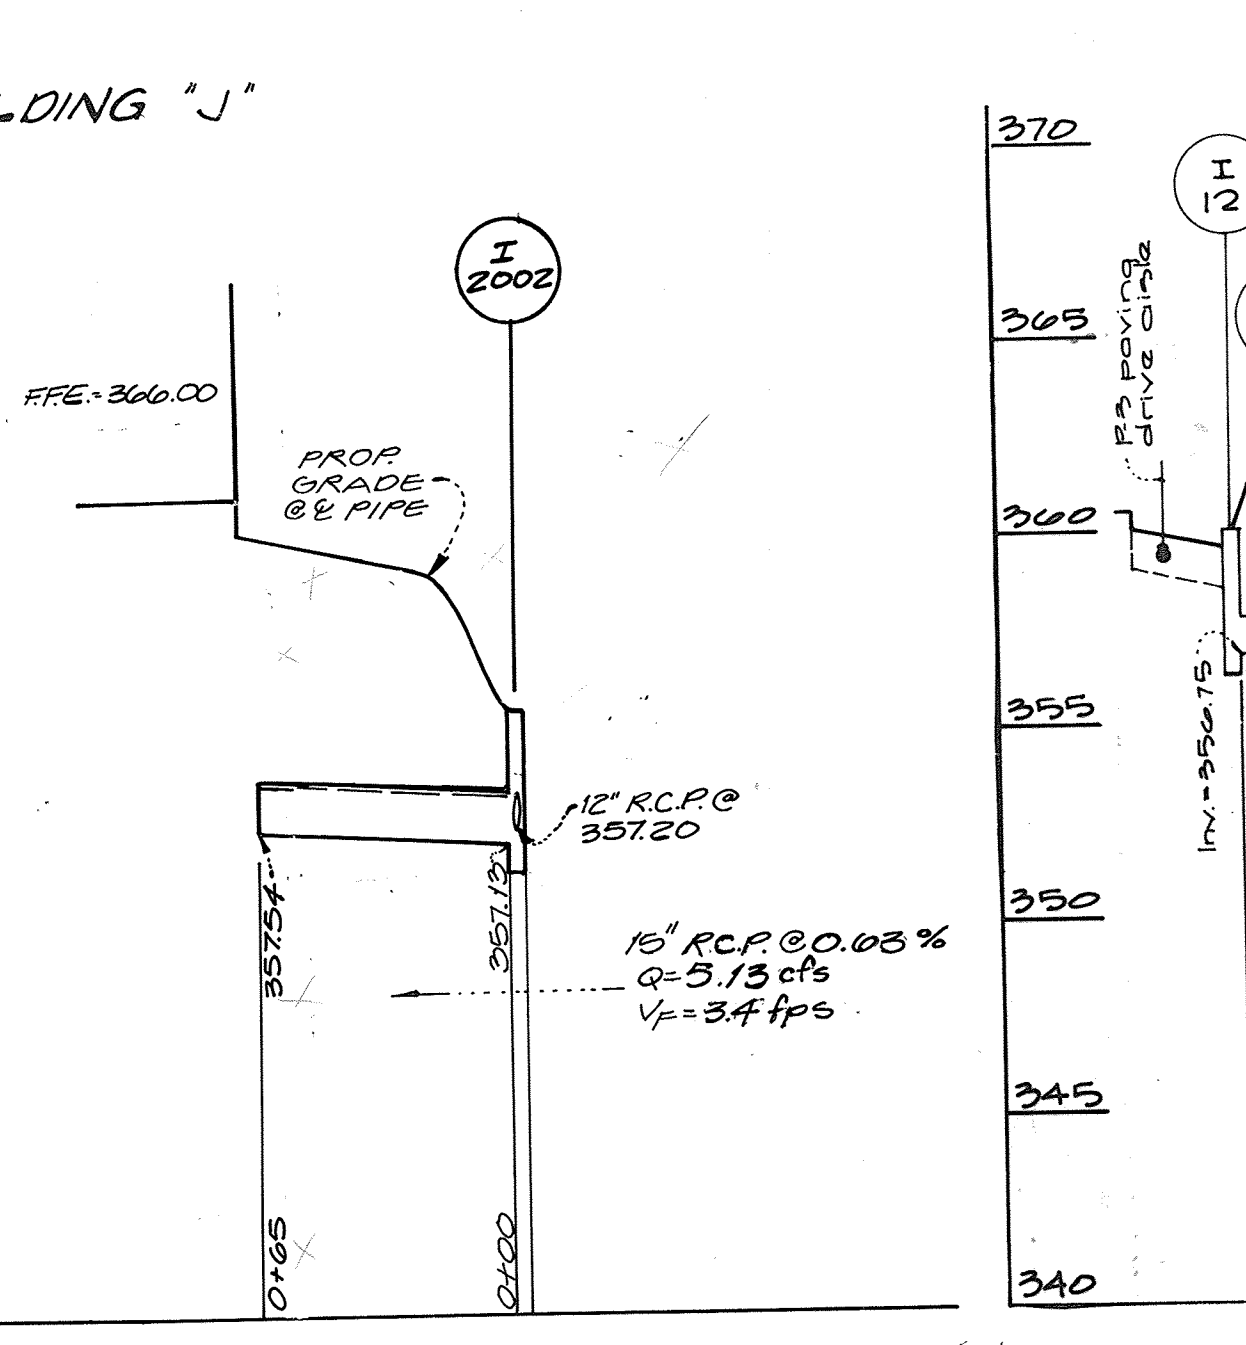 LDING "J"
I
2002
F.F.E.=366.00
PROP.
GRADE
@ ℄ PIPE
12" R.C.P. @
357.20
357.54
357.13
15" R.C.P. @ 0.63 %
Q=5.13 cfs
VF=3.4 fps
0+65
0+00
370
365
360
355
350
345
340
I
12
P3 paving
drive aisle
Inv.=356.75